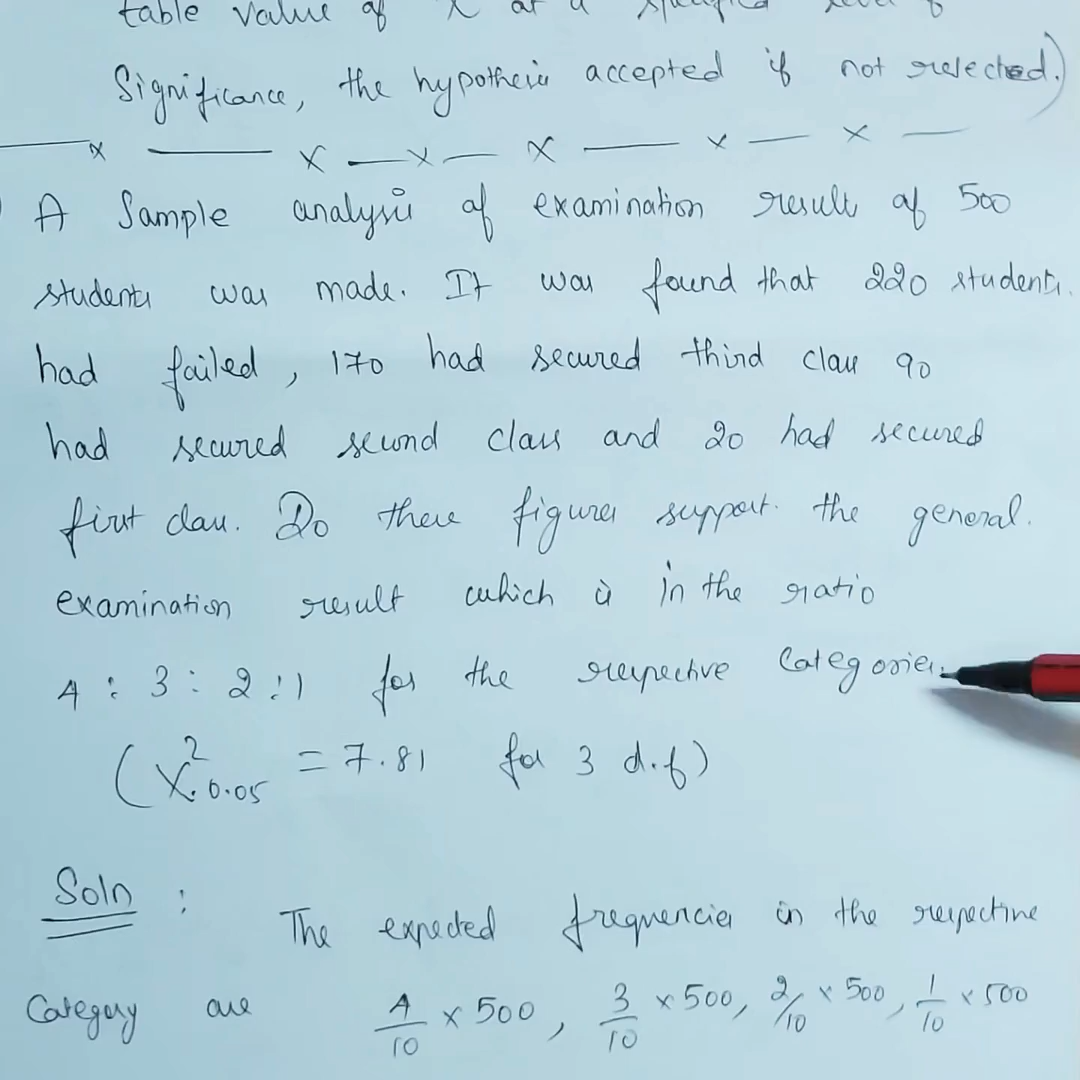 table value of χ² at a specified level of
Significance, the hypothesis accepted if not rejected.)
x x x x x x
A Sample analysis of examination result of 500
students was made. It was found that 220 students.
had failed, 170 had secured third class 90
had secured second class and 20 had secured
first class. Do these figures support. the general.
examination result which is in the ratio
4 : 3 : 2 : 1 for the respective Categories.
(χ²0.05 = 7.81 for 3 d.f)
Soln : The expected frequencies in the respective
Category are 4/10 × 500, 3/10 × 500, 2/10 × 500, 1/10 × 500